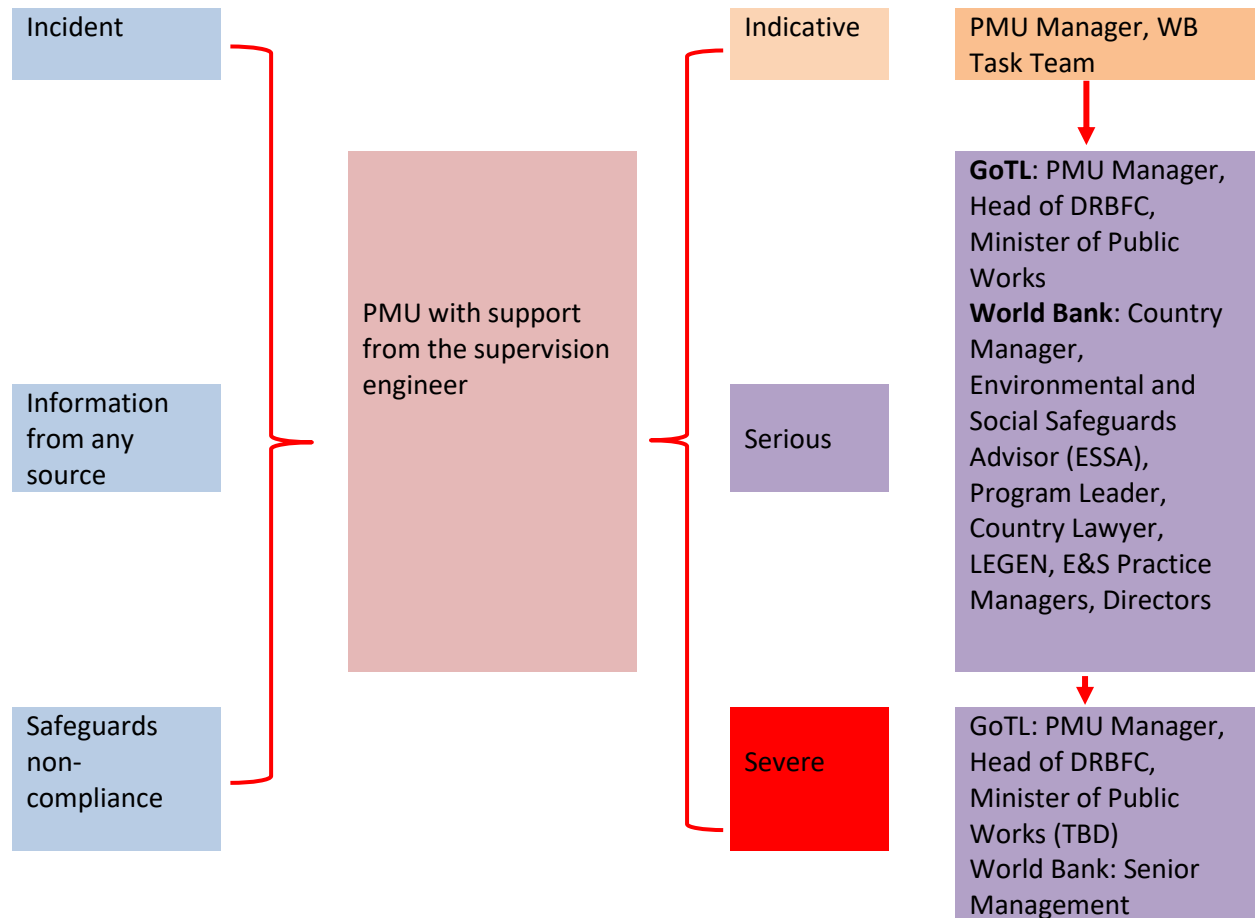 Incident
Information
from any
source
Safeguards
non-
compliance
PMU with support
from the supervision
engineer
Indicative
Serious
Severe
PMU Manager, WB
Task Team
GoTL: PMU Manager,
Head of DRBFC,
Minister of Public
Works
World Bank: Country
Manager,
Environmental and
Social Safeguards
Advisor (ESSA),
Program Leader,
Country Lawyer,
LEGEN, E&S Practice
Managers, Directors
GoTL: PMU Manager,
Head of DRBFC,
Minister of Public
Works (TBD)
World Bank: Senior
Management